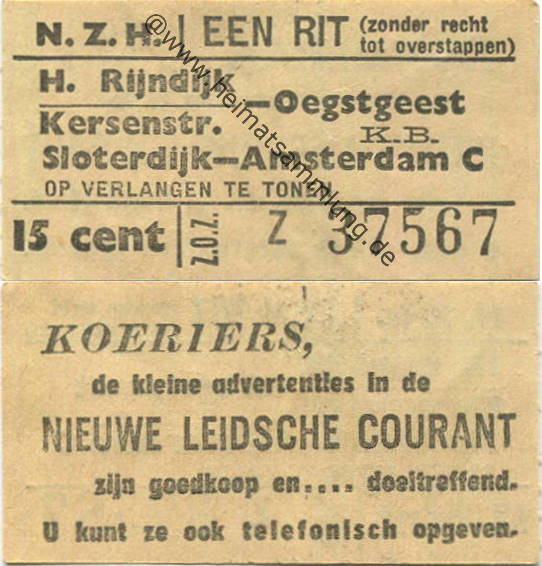 N.Z.H. EEN RIT (zonder recht
tot overstappen)
H. Rijndijk
Kersenstr. —Oegstgeest
K.B.
Sloterdijk—Amsterdam C
OP VERLANGEN TE TONEN
15 cent Z.O.Z. Z 37567
@www.heimatsammlung.de
KOERIERS,
de kleine advertenties in de
NIEUWE LEIDSCHE COURANT
zijn goedkoop en.... doeltreffend.
U kunt ze ook telefonisch opgeven.